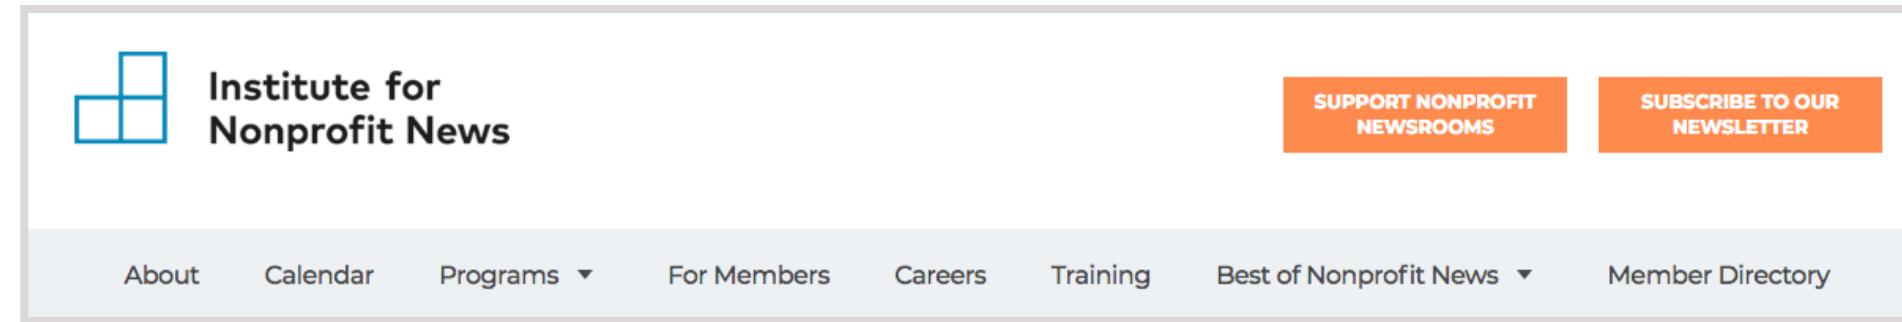 Institute for
Nonprofit News
SUPPORT NONPROFIT
NEWSROOMS
SUBSCRIBE TO OUR
NEWSLETTER
About Calendar Programs For Members Careers Training Best of Nonprofit News Member Directory